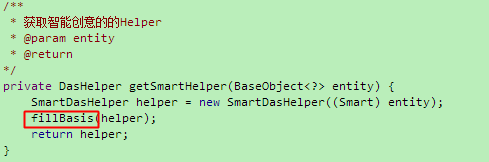 /**
 * 获取智能创意的的Helper
 * @param entity
 * @return
*/
private DasHelper getSmartHelper(BaseObject<?> entity) {
    SmartDasHelper helper = new SmartDasHelper((Smart) entity);
    fillBasis(helper);
    return helper;
}